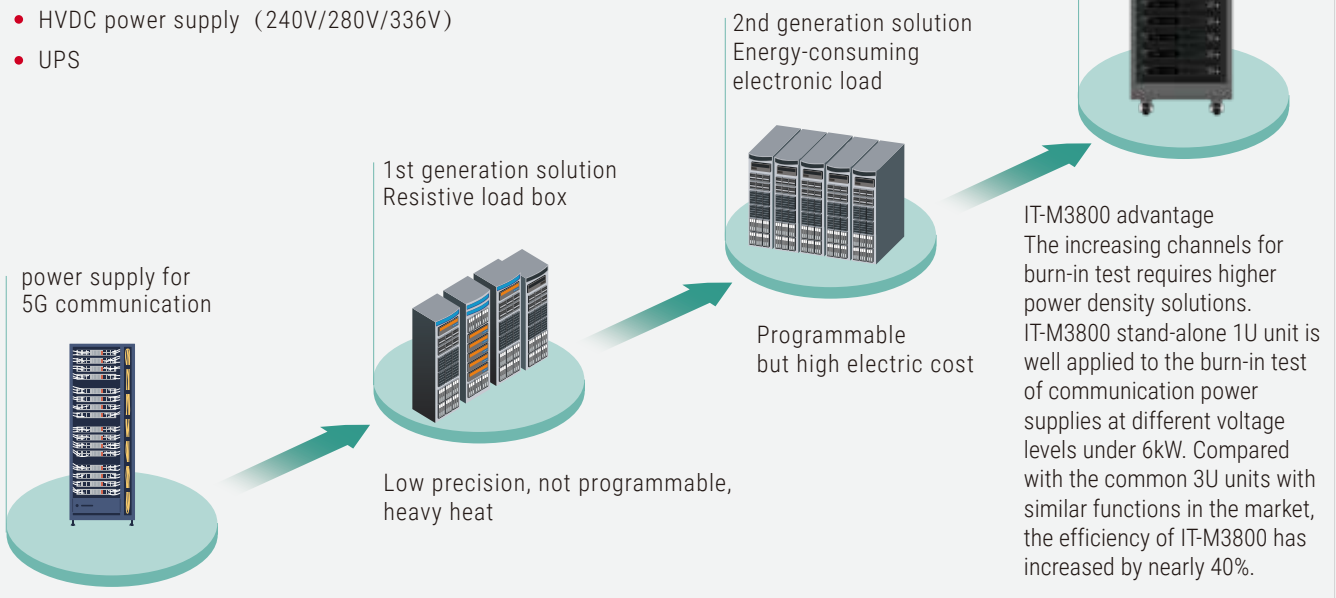 • HVDC power supply（240V/280V/336V）
• UPS
2nd generation solution
Energy-consuming
electronic load
1st generation solution
Resistive load box
power supply for
5G communication
Programmable
but high electric cost
Low precision, not programmable,
heavy heat
IT-M3800 advantage
The increasing channels for
burn-in test requires higher
power density solutions.
IT-M3800 stand-alone 1U unit is
well applied to the burn-in test
of communication power
supplies at different voltage
levels under 6kW. Compared
with the common 3U units with
similar functions in the market,
the efficiency of IT-M3800 has
increased by nearly 40%.